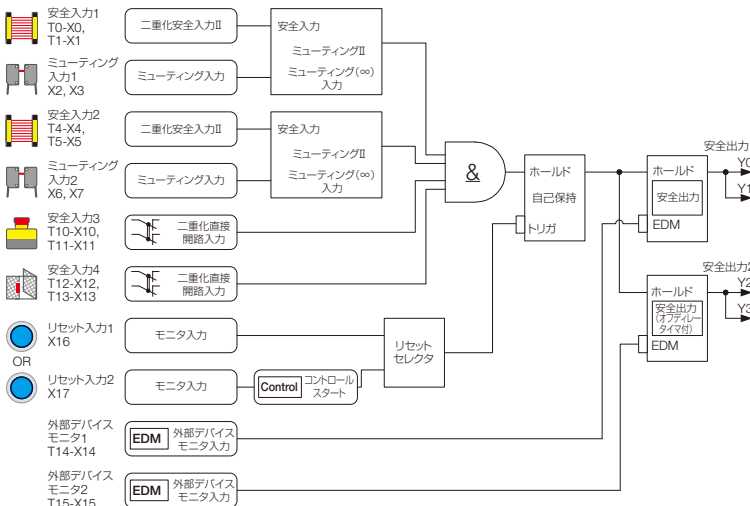 安全入力1
T0-X0,
T1-X1
二重化安全入力II
安全入力
ミューティングII
ミューティング(∞)
入力
ミューティング
入力1
X2, X3
ミューティング入力
安全入力2
T4-X4,
T5-X5
二重化安全入力II
安全入力
ミューティングII
ミューティング(∞)
入力
ミューティング
入力2
X6, X7
ミューティング入力
安全入力3
T10-X10,
T11-X11
二重化直接
開路入力
安全入力4
T12-X12,
T13-X13
二重化直接
開路入力
リセット入力1
X16
モニタ入力
OR
リセット入力2
X17
モニタ入力
Control
コントロール
スタート
リセット
セレクタ
外部デバイス
モニタ1
T14-X14
EDM
外部デバイス
モニタ入力
外部デバイス
モニタ2
T15-X15
EDM
外部デバイス
モニタ入力
&
ホールド
自己保持
トリガ
ホールド
安全出力
EDM
安全出力
Y0
Y1
ホールド
安全出力
(オフディレー
タイマ付)
EDM
安全出力2
Y2
Y3